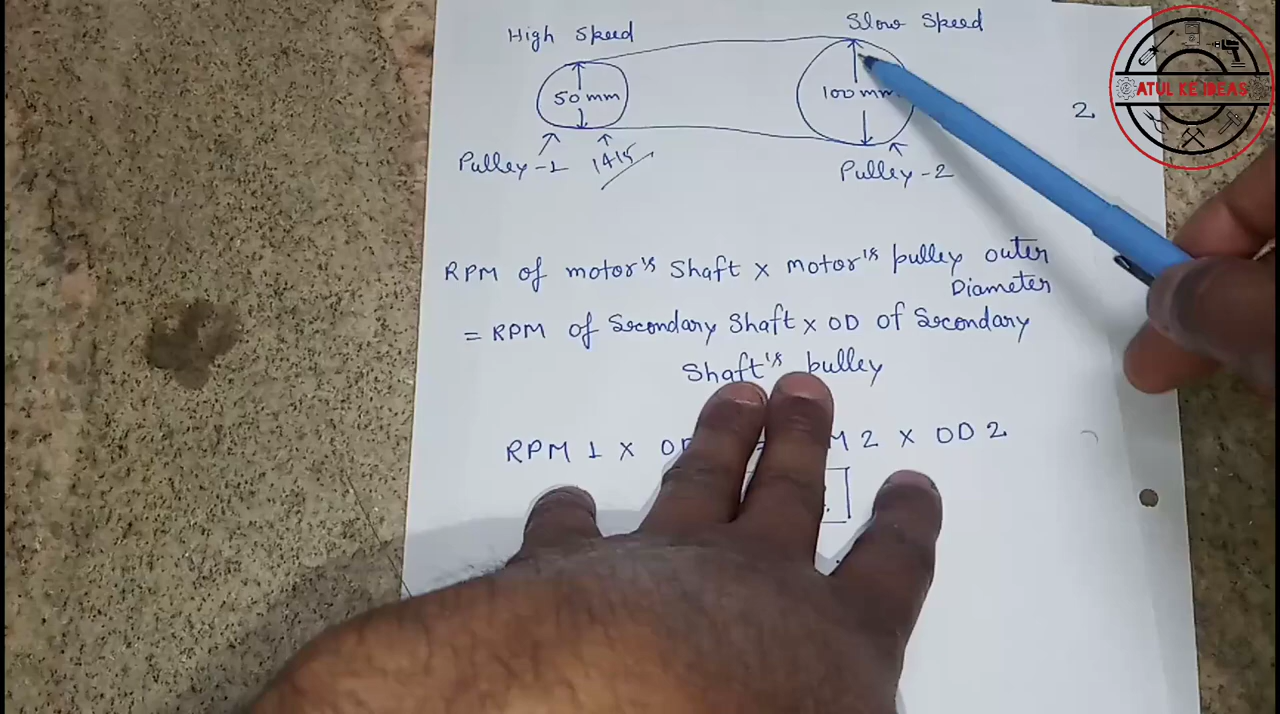 High Speed
Slow Speed
50 mm
100 mm
2
Pulley-1
1415
Pulley-2
RPM of motor's Shaft x motor's pulley outer
Diameter
= RPM of Secondary Shaft x OD of Secondary
Shaft's pulley
RPM 1 x OD
2 x OD 2
ATUL KE IDEAS